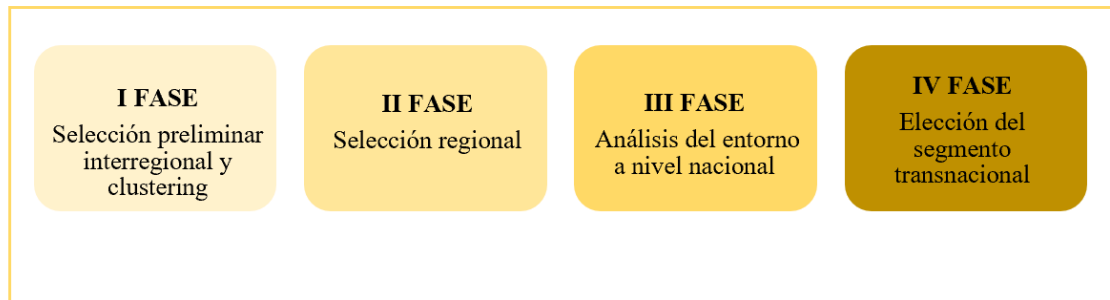 I FASE
Selección preliminar
interregional y
clustering
II FASE
Selección regional
III FASE
Análisis del entorno
a nivel nacional
IV FASE
Elección del
segmento
transnacional